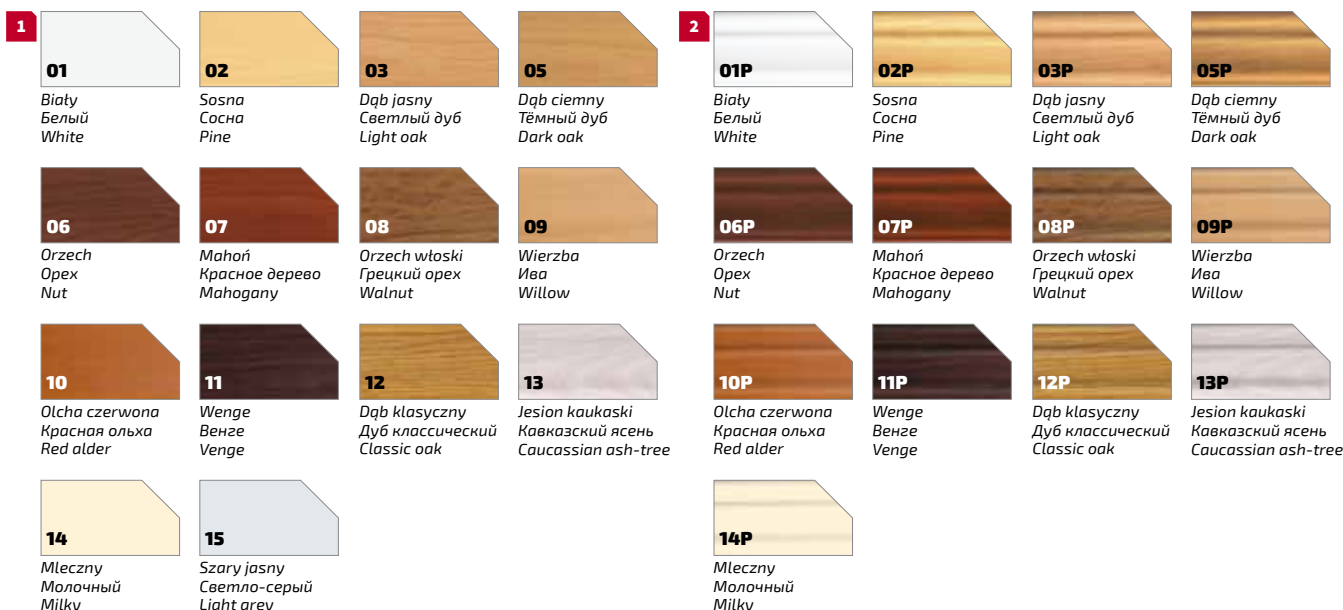 1
01
Biały
Белый
White
02
Sosna
Сосна
Pine
03
Dąb jasny
Светлый дуб
Light oak
05
Dąb ciemny
Тёмный дуб
Dark oak
06
Orzech
Орех
Nut
07
Mahoń
Красное дерево
Mahogany
08
Orzech włoski
Грецкий орех
Walnut
09
Wierzba
Ива
Willow
10
Olcha czerwona
Красная ольха
Red alder
11
Wenge
Венге
Venge
12
Dąb klasyczny
Дуб классический
Classic oak
13
Jesion kaukaski
Кавказский ясень
Caucassian ash-tree
14
Mleczny
Молочный
Milky
15
Szary jasny
Светло-серый
Light grey
2
01P
Biały
Белый
White
02P
Sosna
Сосна
Pine
03P
Dąb jasny
Светлый дуб
Light oak
05P
Dąb ciemny
Тёмный дуб
Dark oak
06P
Orzech
Орех
Nut
07P
Mahoń
Красное дерево
Mahogany
08P
Orzech włoski
Грецкий орех
Walnut
09P
Wierzba
Ива
Willow
10P
Olcha czerwona
Красная ольха
Red alder
11P
Wenge
Венге
Venge
12P
Dąb klasyczny
Дуб классический
Classic oak
13P
Jesion kaukaski
Кавказский ясень
Caucassian ash-tree
14P
Mleczny
Молочный
Milky